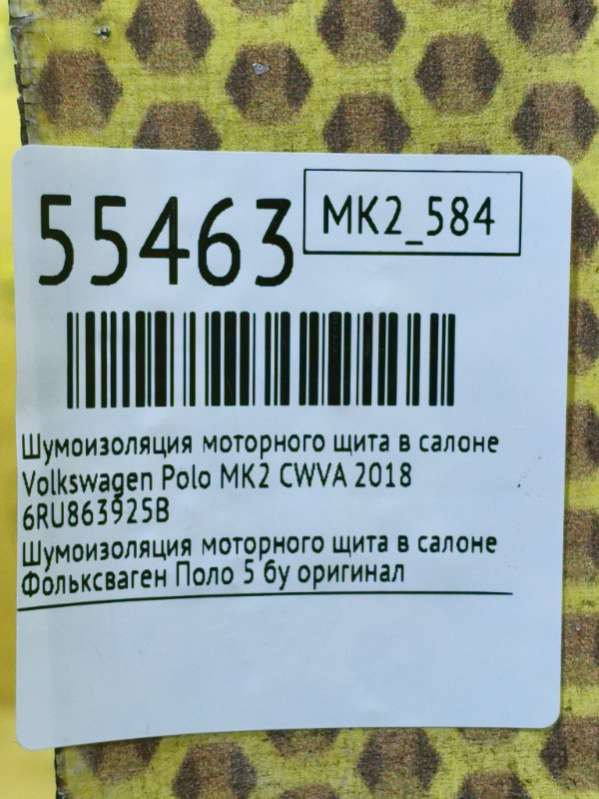 55463
MK2_584
Шумоизоляция моторного щита в салоне
Volkswagen Polo MK2 CWVA 2018
6RU863925B
Шумоизоляция моторного щита в салоне
Фольксваген Поло 5 бу оригинал